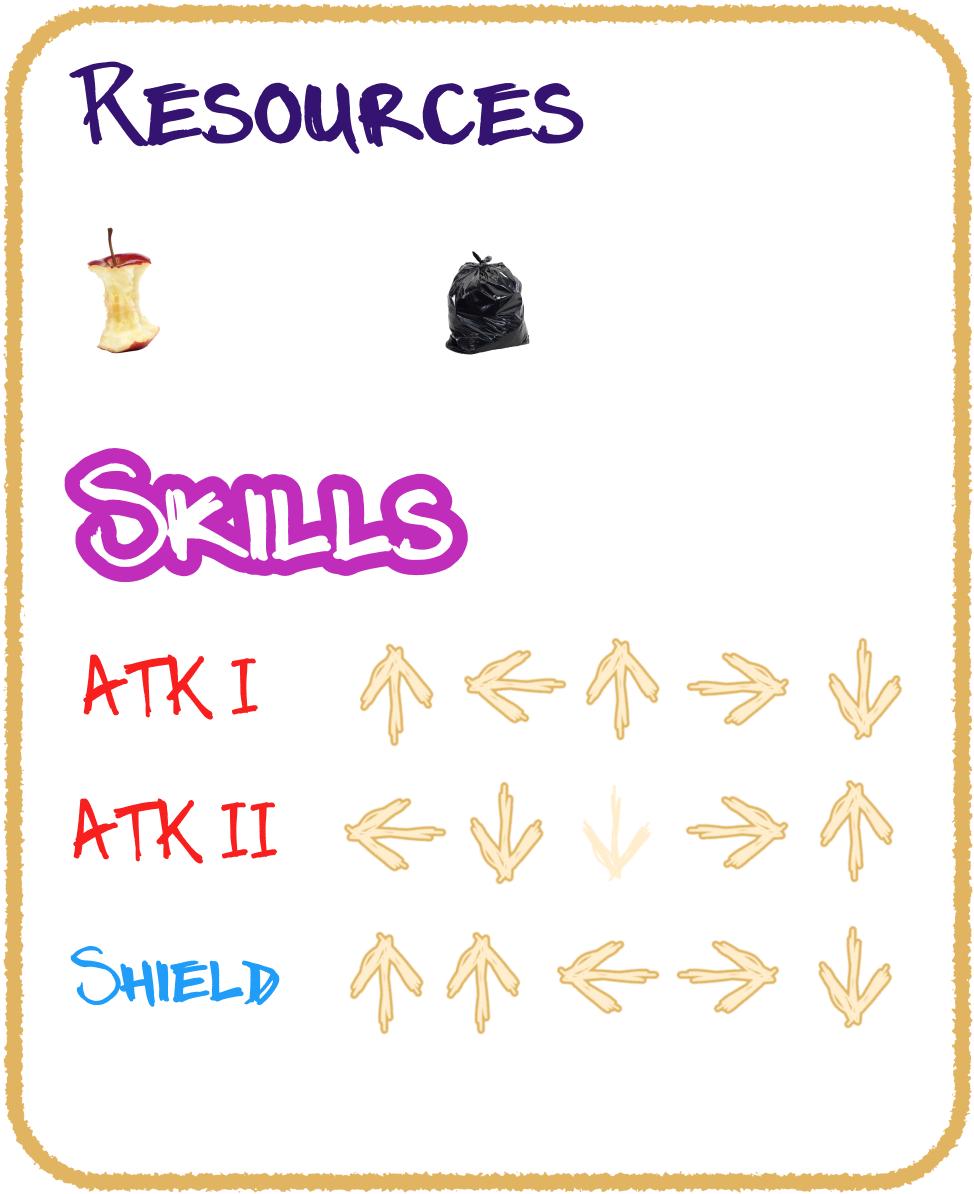 RESOURCES
SKILLS
ATK I ↑ ← ↑ → ↓
ATK II ← ↓ ↓ → ↑
SHIELD ↑ ↑ ← → ↓